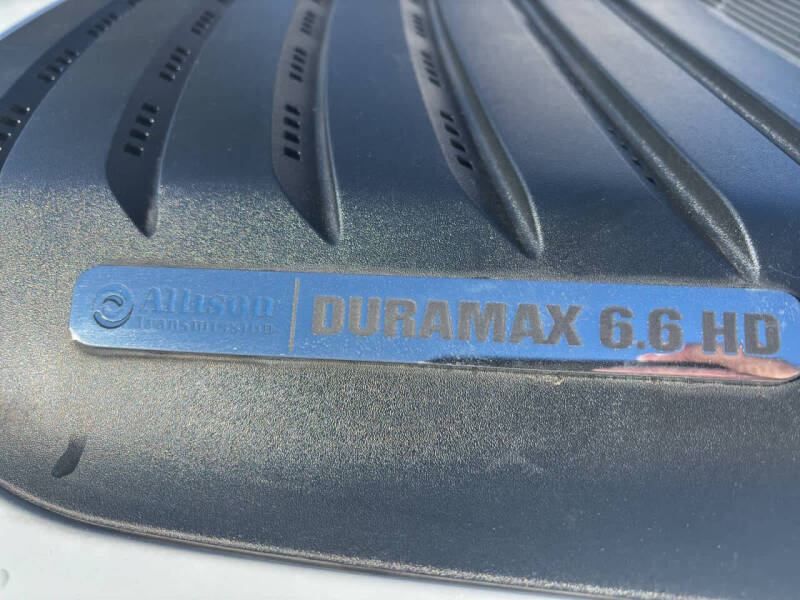 Allison
Transmission
DURAMAX 6.6 HD